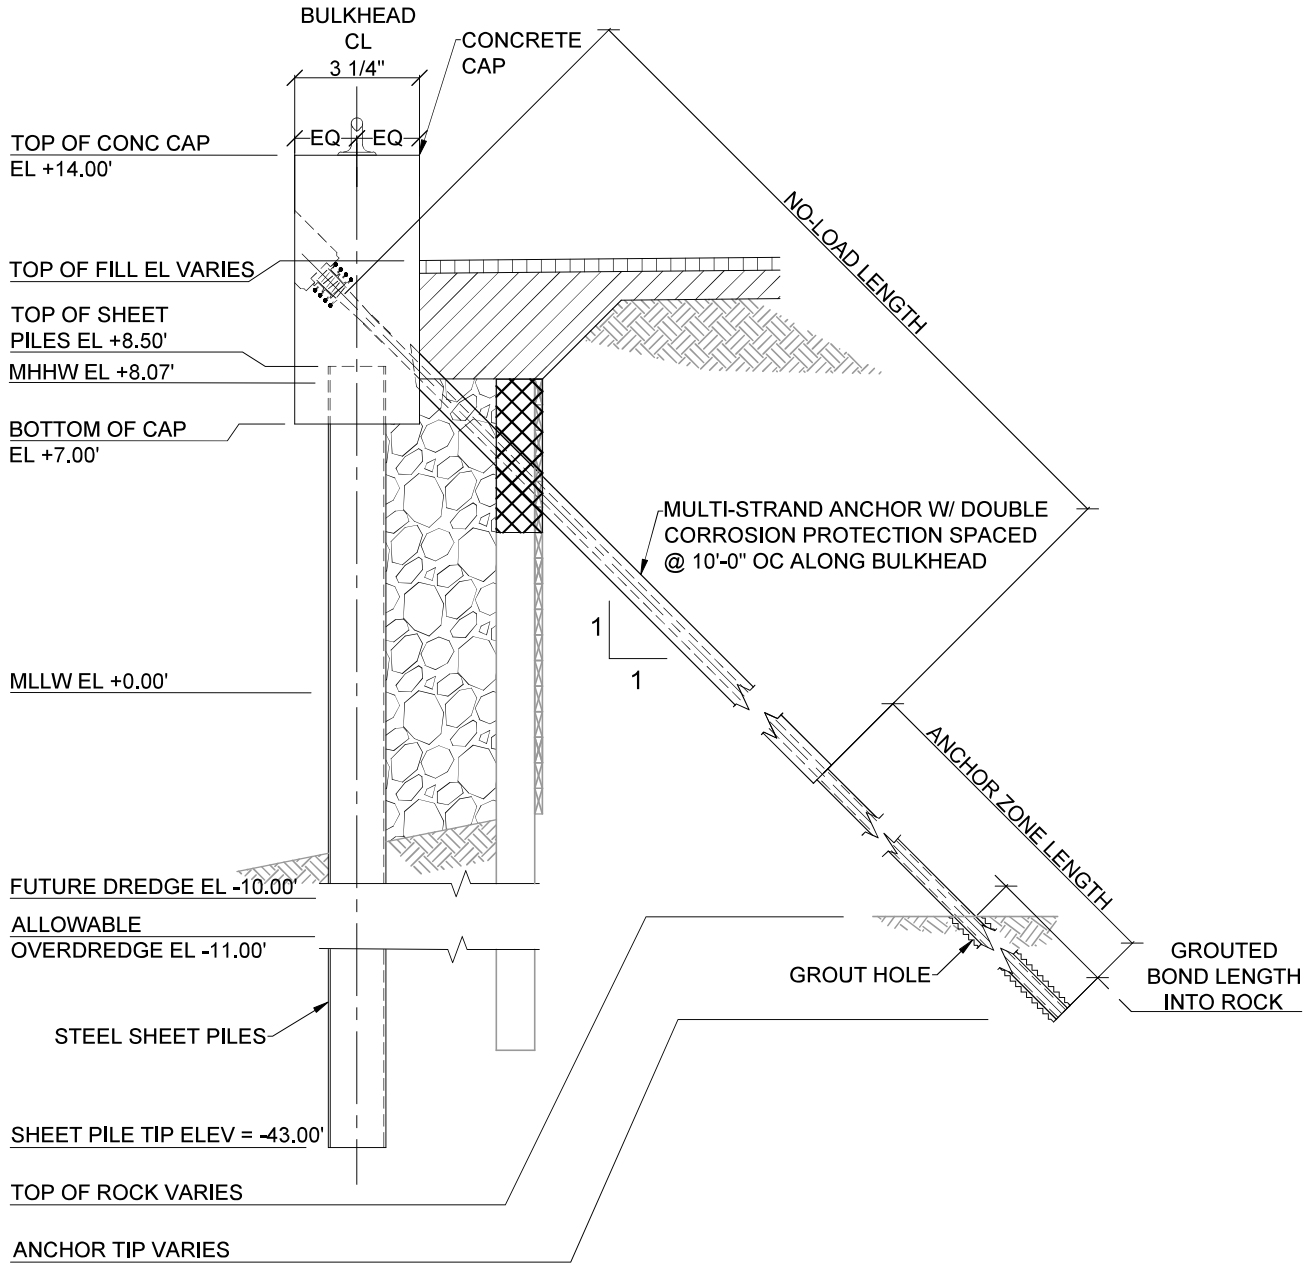 BULKHEAD
CL
3 1/4"
CONCRETE
CAP
EQ
EQ
TOP OF CONC CAP
EL +14.00'
NO-LOAD LENGTH
TOP OF FILL EL VARIES
TOP OF SHEET
PILES EL +8.50'
MHHW EL +8.07'
BOTTOM OF CAP
EL +7.00'
MULTI-STRAND ANCHOR W/ DOUBLE
CORROSION PROTECTION SPACED
@ 10'-0" OC ALONG BULKHEAD
1
1
MLLW EL +0.00'
ANCHOR ZONE LENGTH
FUTURE DREDGE EL -10.00'
ALLOWABLE
OVERDREDGE EL -11.00'
GROUT HOLE
GROUTED
BOND LENGTH
INTO ROCK
STEEL SHEET PILES
SHEET PILE TIP ELEV = -43.00'
TOP OF ROCK VARIES
ANCHOR TIP VARIES